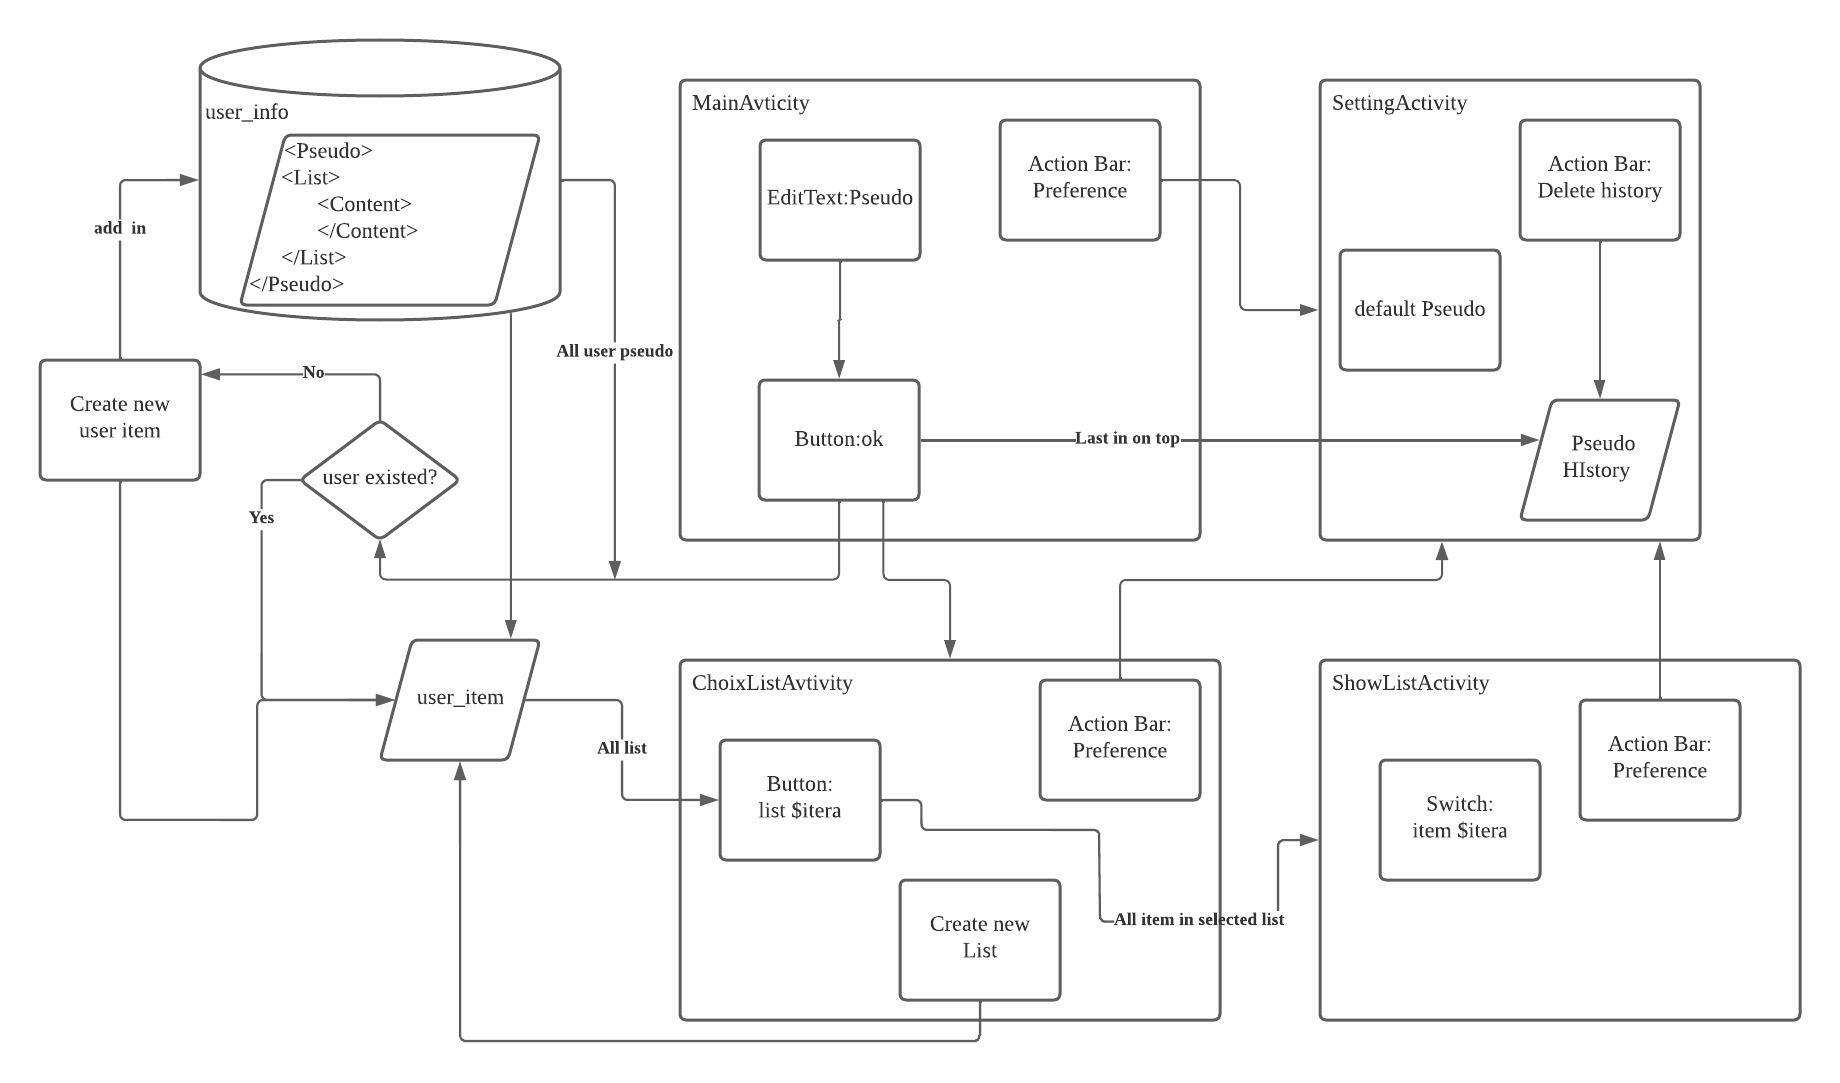 user_info
<Pseudo>
<List>
<Content>
</Content>
</List>
</Pseudo>
add in
Create new
user item
No
user existed?
Yes
All user pseudo
user_item
All list
MainAvticity
EditText:Pseudo
Action Bar:
Preference
Button:ok
Last in on top
SettingActivity
Action Bar:
Delete history
default Pseudo
Pseudo
HIstory
ChoixListAvtivity
Action Bar:
Preference
Button:
list $itera
Create new
List
All item in selected list
ShowListActivity
Action Bar:
Preference
Switch:
item $itera